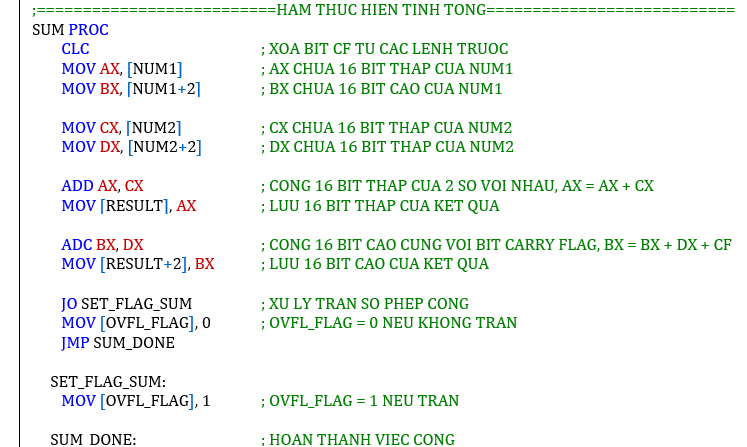 ;==========================HAM THUC HIEN TINH TONG===========================
SUM PROC
CLC ; XOA BIT CF TU CAC LENH TRUOC
MOV AX, [NUM1] ; AX CHUA 16 BIT THAP CUA NUM1
MOV BX, [NUM1+2] ; BX CHUA 16 BIT CAO CUA NUM1
MOV CX, [NUM2] ; CX CHUA 16 BIT THAP CUA NUM2
MOV DX, [NUM2+2] ; DX CHUA 16 BIT THAP CUA NUM2
ADD AX, CX ; CONG 16 BIT THAP CUA 2 SO VOI NHAU, AX = AX + CX
MOV [RESULT], AX ; LUU 16 BIT THAP CUA KET QUA
ADC BX, DX ; CONG 16 BIT CAO CUNG VOI BIT CARRY FLAG, BX = BX + DX + CF
MOV [RESULT+2], BX ; LUU 16 BIT CAO CUA KET QUA
JO SET_FLAG_SUM ; XU LY TRAN SO PHEP CONG
MOV [OVFL_FLAG], 0 ; OVFL_FLAG = 0 NEU KHONG TRAN
JMP SUM_DONE
SET_FLAG_SUM:
MOV [OVFL_FLAG], 1 ; OVFL_FLAG = 1 NEU TRAN
SUM_DONE: ; HOAN THANH VIEC CONG